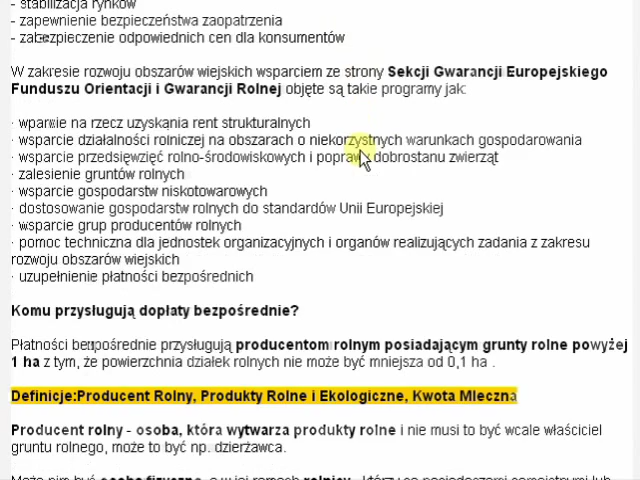 - stabilizacja rynków
- zapewnienie bezpieczeństwa zaopatrzenia
- zabezpieczenie odpowiednich cen dla konsumentów
W zakresie rozwoju obszarów wiejskich wsparciem ze strony Sekcji Gwarancji Europejskiego
Funduszu Orientacji i Gwarancji Rolnej objęte są takie programy jak:
· wparcie na rzecz uzyskania rent strukturalnych
· wsparcie działalności rolniczej na obszarach o niekorzystnych warunkach gospodarowania
· wsparcie przedsięwzięć rolno-środowiskowych i poprawy dobrostanu zwierząt
· zalesienie gruntów rolnych
· wsparcie gospodarstw niskotowarowych
· dostosowanie gospodarstw rolnych do standardów Unii Europejskiej
· wsparcie grup producentów rolnych
· pomoc techniczna dla jednostek organizacyjnych i organów realizujących zadania z zakresu
rozwoju obszarów wiejskich
· uzupełnienie płatności bezpośrednich
Komu przysługują dopłaty bezpośrednie?
Płatności bezpośrednie przysługują producentom rolnym posiadającym grunty rolne powyżej
1 ha z tym, że powierzchnia działek rolnych nie może być mniejsza od 0,1 ha .
Definicje:Producent Rolny, Produkty Rolne i Ekologiczne, Kwota Mleczna
Producent rolny - osoba, która wytwarza produkty rolne i nie musi to być wcale właściciel
gruntu rolnego, może to być np. dzierżawca.